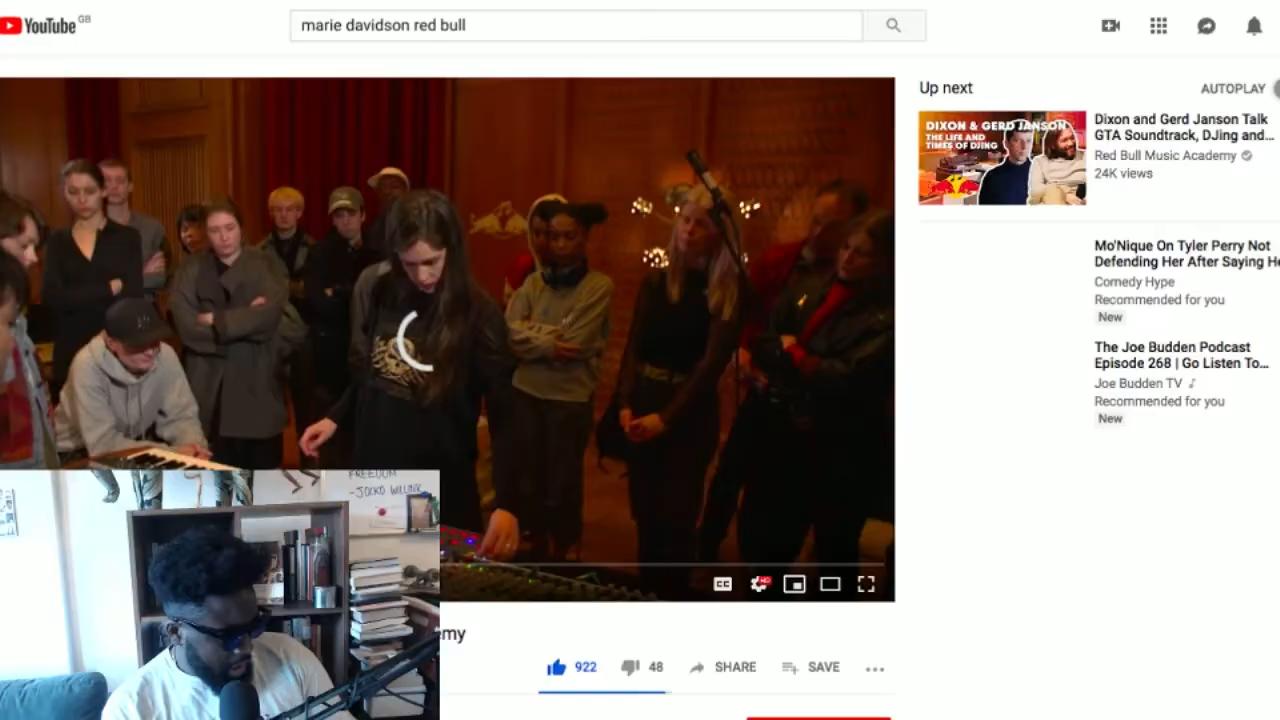 YouTube GB
marie davidson red bull
Up next
AUTOPLAY
DIXON & GERD JANSON
THE LIFE AND
TIMES OF DJING
Dixon and Gerd Janson Talk
GTA Soundtrack, DJing and...
Red Bull Music Academy
24K views
Mo'Nique On Tyler Perry Not
Defending Her After Saying He
Comedy Hype
Recommended for you
New
The Joe Budden Podcast
Episode 268 | Go Listen To...
Joe Budden TV
Recommended for you
New
FREEDOM
-JOCKO WILLINK
CC
HD
emy
922
48
SHARE
SAVE